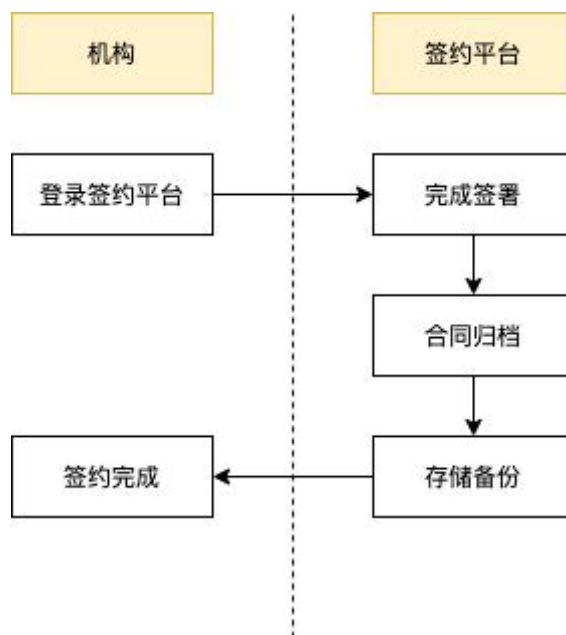 机构
签约平台
登录签约平台
完成签署
合同归档
签约完成
存储备份